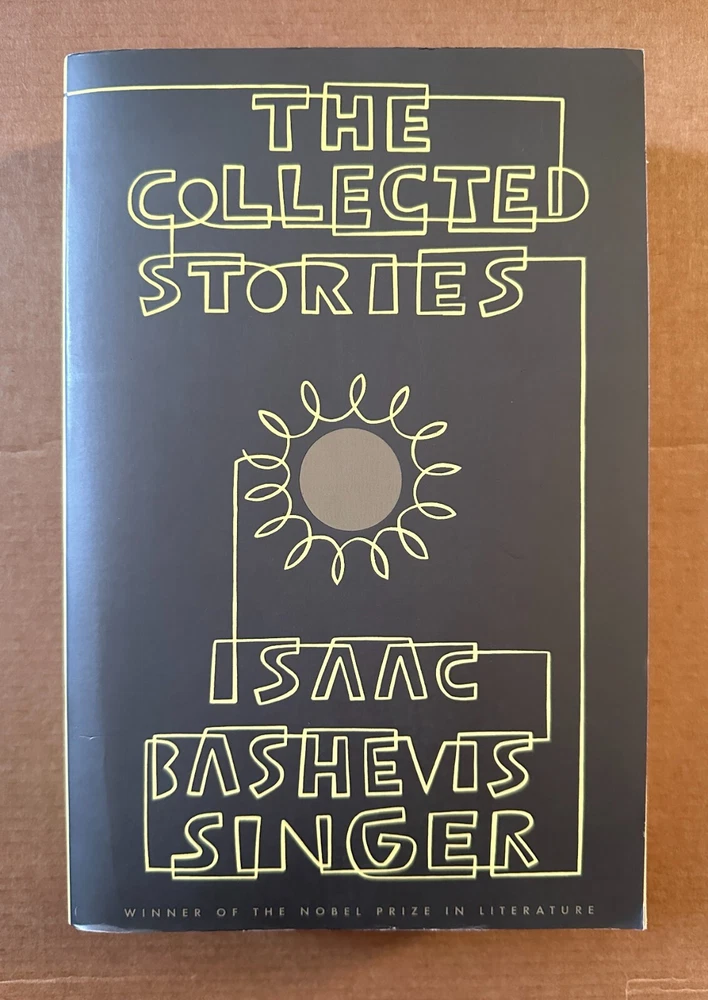 THE
COLLECTED
STORIES
ISAAC
BASHEVIS
SINGER
WINNER OF THE NOBEL PRIZE IN LITERATURE